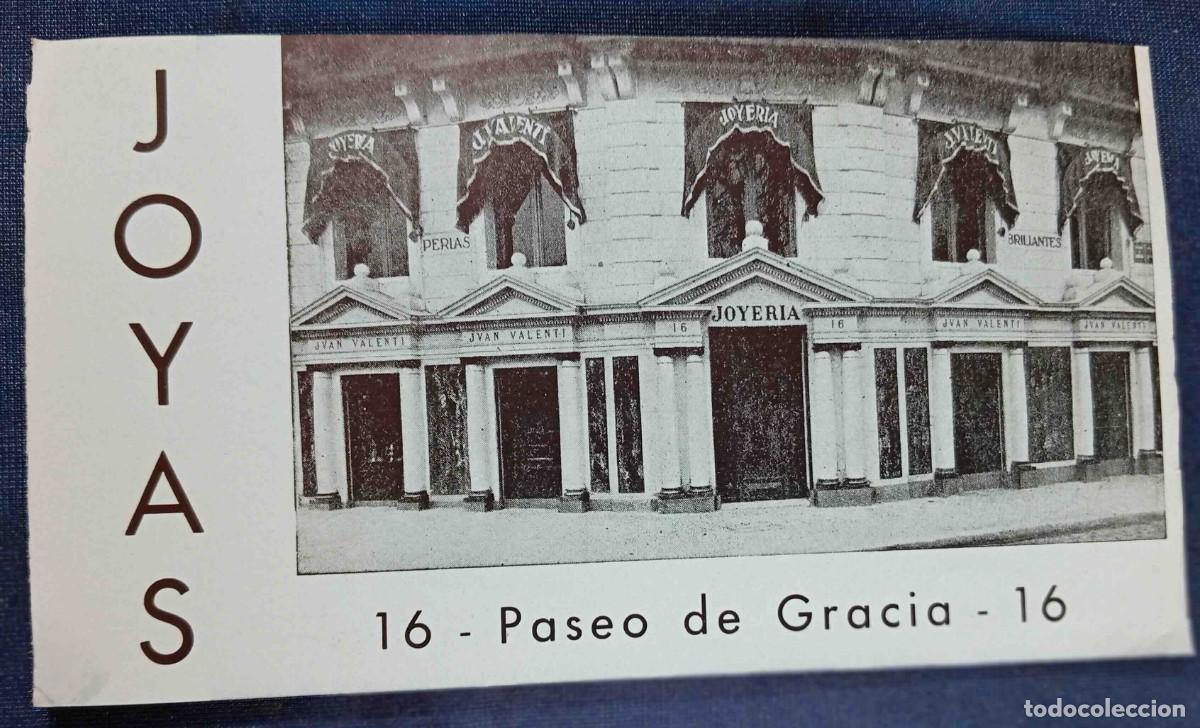 JOYAS
JOYERIA
J. VALENTI
JOYERIA
J. VALENTI
JOYERIA
PERLAS
BRILLANTES
JOYERIA
JVAN VALENTI
JVAN VALENTI
16
16
JVAN VALENTI
JVAN VALENTI
16 - Paseo de Gracia - 16
todocoleccion